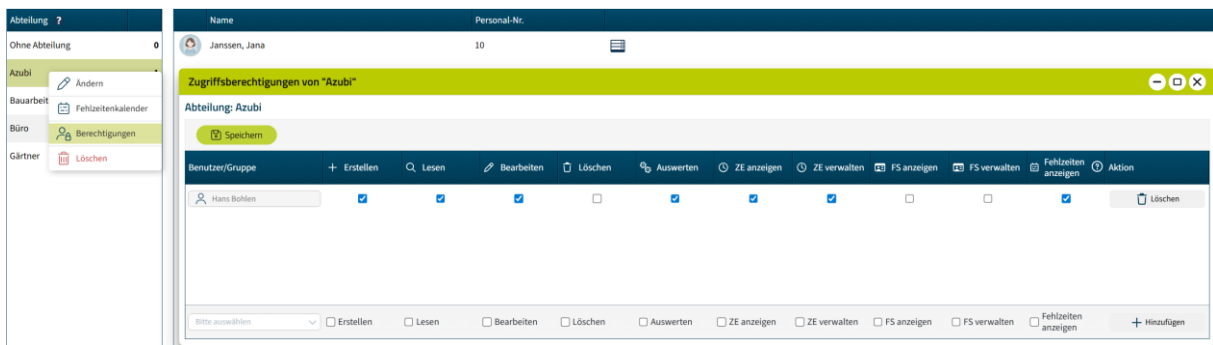 Abteilung ?
Name Personal-Nr.
Ohne Abteilung 0
Janssen, Jana 10
Azubi
Ändern
Fehlzeitenkalender
Berechtigungen
Löschen
Bauarbeit
Büro
Gärtner
Zugriffsberechtigungen von "Azubi"
Abteilung: Azubi
Speichern
Benutzer/Gruppe Erstellen Lesen Bearbeiten Löschen Auswerten ZE anzeigen ZE verwalten FS anzeigen FS verwalten Fehlzeiten anzeigen Aktion
Hans Bohlen Löschen
Bitte auswählen Erstellen Lesen Bearbeiten Löschen Auswerten ZE anzeigen ZE verwalten FS anzeigen FS verwalten Fehlzeiten anzeigen Hinzufügen